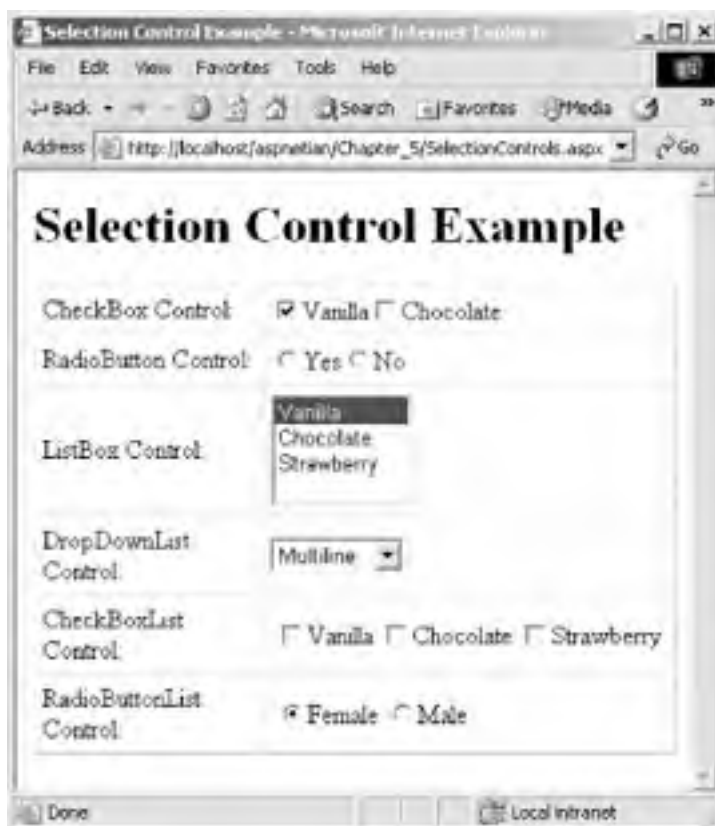 Selection Control Example - Microsoft Internet Explorer
File Edit View Favorites Tools Help
Back Search Favorites Media
Address http://localhost/aspnetian/Chapter_5/SelectionControls.aspx Go
Selection Control Example
CheckBox Control: Vanilla Chocolate
RadioButton Control: Yes No
ListBox Control:
Vanilla
Chocolate
Strawberry
DropDownList
Control:
Multiline
CheckBoxList
Control:
Vanilla Chocolate Strawberry
RadioButtonList
Control:
Female Male
Done Local intranet